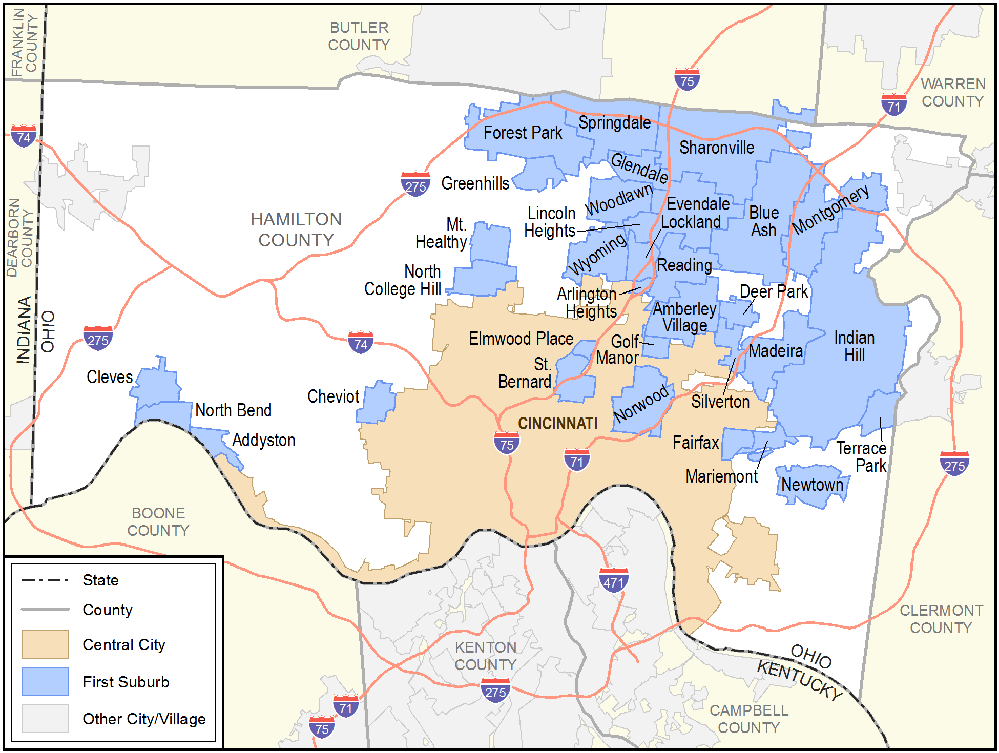 FRANKLIN
COUNTY
BUTLER
COUNTY
75
WARREN
COUNTY
71
74
Springdale
Forest Park
Sharonville
Glendale
275
Greenhills
DEARBORN
COUNTY
HAMILTON
COUNTY
Woodlawn
Evendale
Lincoln
Heights
Lockland
Blue
Ash
Montgomery
Mt.
Healthy
Wyoming
Reading
North
College Hill
Arlington
Heights
Deer Park
Amberley
Village
INDIANA
OHIO
275
74
Elmwood Place
Golf
Manor
Indian
Hill
Madeira
Cleves
St.
Bernard
Cheviot
Norwood
Silverton
North Bend
CINCINNATI
Addyston
75
71
Fairfax
Terrace
Park
275
Mariemont
Newtown
BOONE
COUNTY
471
State
County
Central City
First Suburb
Other City/Village
CLERMONT
COUNTY
KENTON
COUNTY
OHIO
KENTUCKY
275
71
75
CAMPBELL
COUNTY